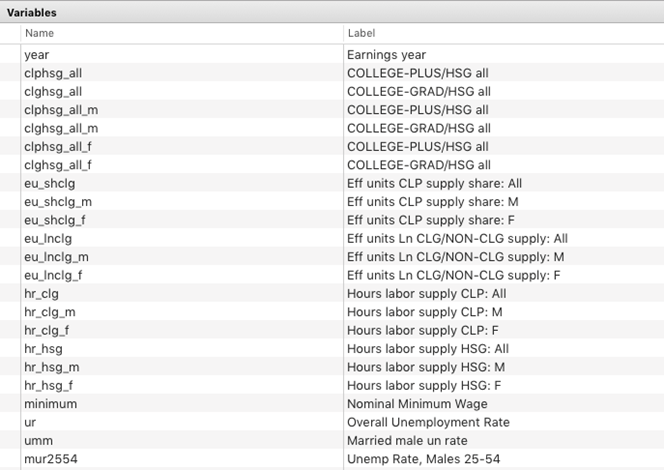 Variables
Name Label
year Earnings year
clphsg_all COLLEGE-PLUS/HSG all
clghsg_all COLLEGE-GRAD/HSG all
clphsg_all_m COLLEGE-PLUS/HSG all
clghsg_all_m COLLEGE-GRAD/HSG all
clphsg_all_f COLLEGE-PLUS/HSG all
clghsg_all_f COLLEGE-GRAD/HSG all
eu_shclg Eff units CLP supply share: All
eu_shclg_m Eff units CLP supply share: M
eu_shclg_f Eff units CLP supply share: F
eu_lnclg Eff units Ln CLG/NON-CLG supply: All
eu_lnclg_m Eff units Ln CLG/NON-CLG supply: M
eu_lnclg_f Eff units Ln CLG/NON-CLG supply: F
hr_clg Hours labor supply CLP: All
hr_clg_m Hours labor supply CLP: M
hr_clg_f Hours labor supply CLP: F
hr_hsg Hours labor supply HSG: All
hr_hsg_m Hours labor supply HSG: M
hr_hsg_f Hours labor supply HSG: F
minimum Nominal Minimum Wage
ur Overall Unemployment Rate
umm Married male un rate
mur2554 Unemp Rate, Males 25-54